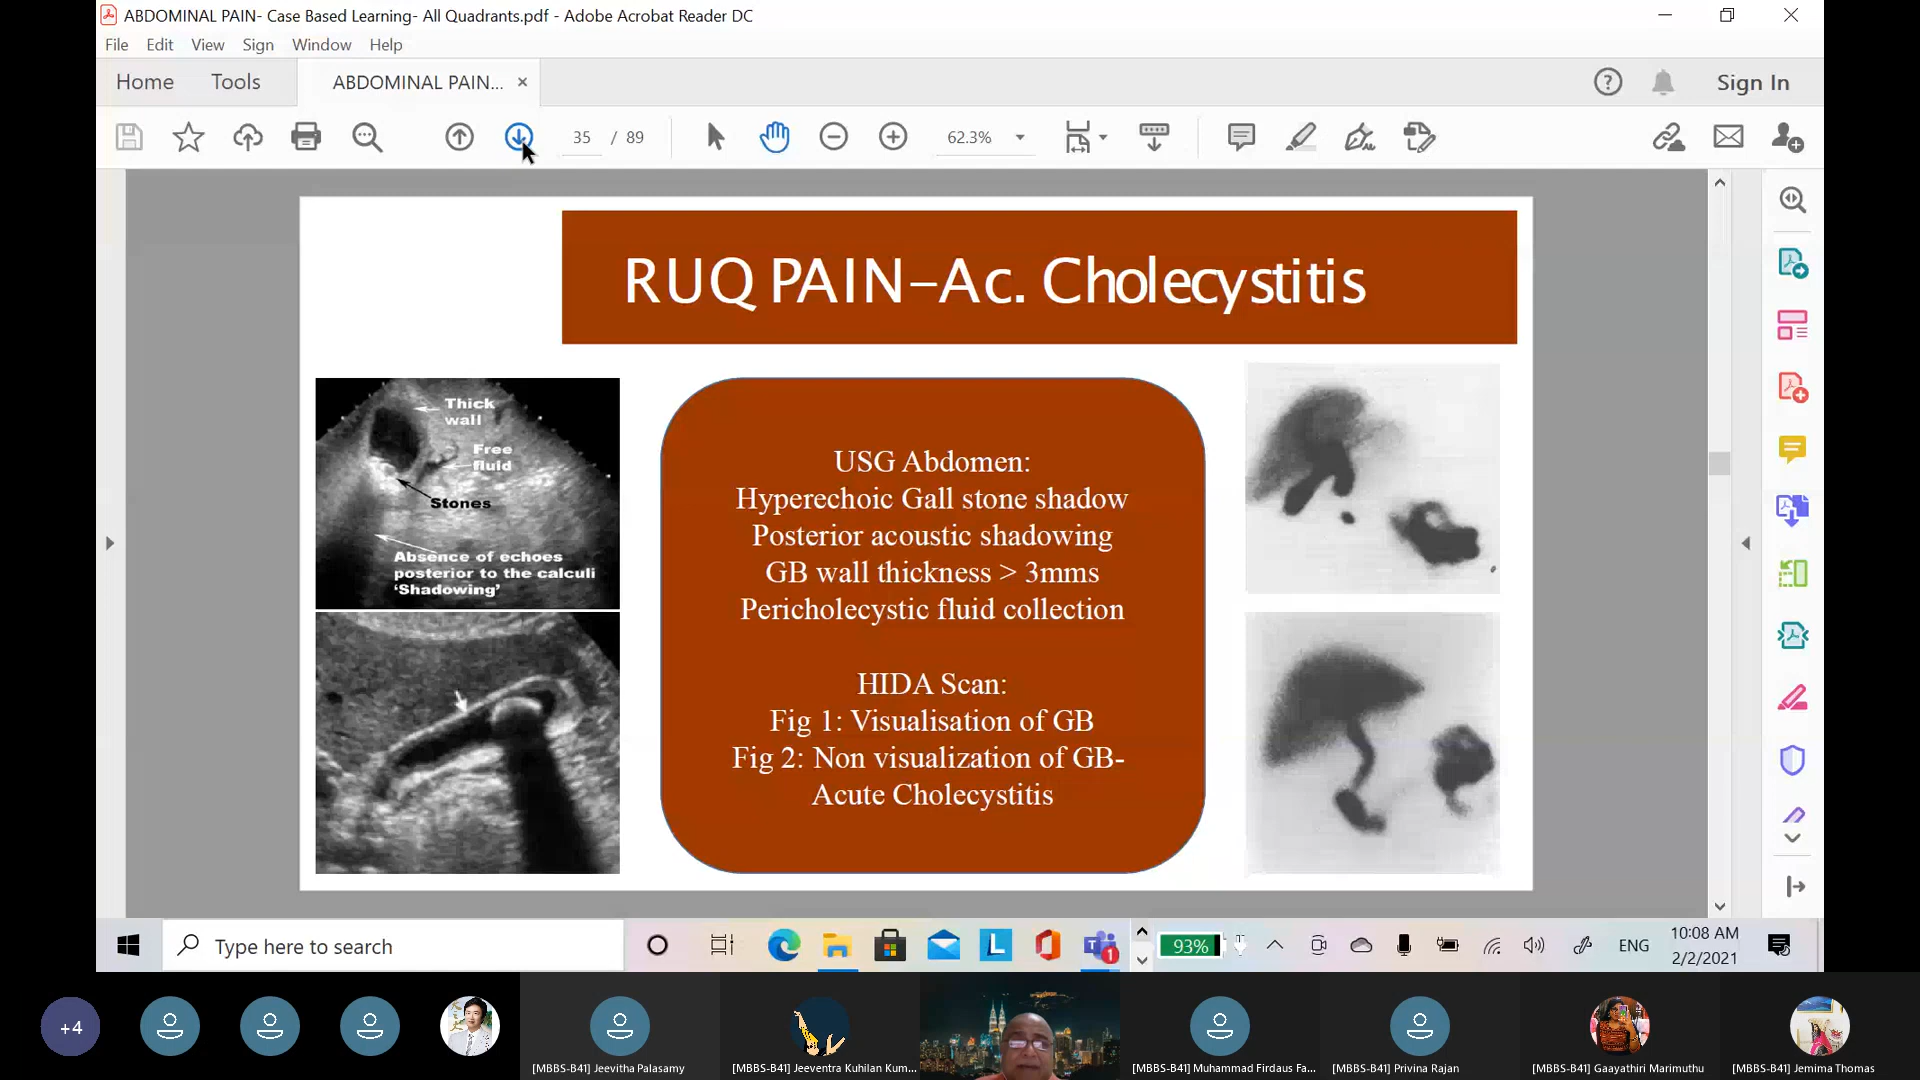 ABDOMINAL PAIN- Case Based Learning- All Quadrants.pdf - Adobe Acrobat Reader DC
File Edit View Sign Window Help
Home Tools ABDOMINAL PAIN... × Sign In
35 / 89 62.3%
RUQ PAIN–Ac. Cholecystitis
Thick
wall
Free
fluid
Stones
Absence of echoes
posterior to the calculi
‘Shadowing’
USG Abdomen:
Hyperechoic Gall stone shadow
Posterior acoustic shadowing
GB wall thickness > 3mms
Pericholecystic fluid collection
HIDA Scan:
Fig 1: Visualisation of GB
Fig 2: Non visualization of GB-
Acute Cholecystitis
Type here to search
93%
ENG
10:08 AM
2/2/2021
+4
[MBBS-B41] Jeevitha Palasamy
[MBBS-B41] Jeeventra Kuhilan Kum...
[MBBS-B41] Muhammad Firdaus Fa...
[MBBS-B41] Privina Rajan
[MBBS-B41] Gaayathiri Marimuthu
[MBBS-B41] Jemima Thomas